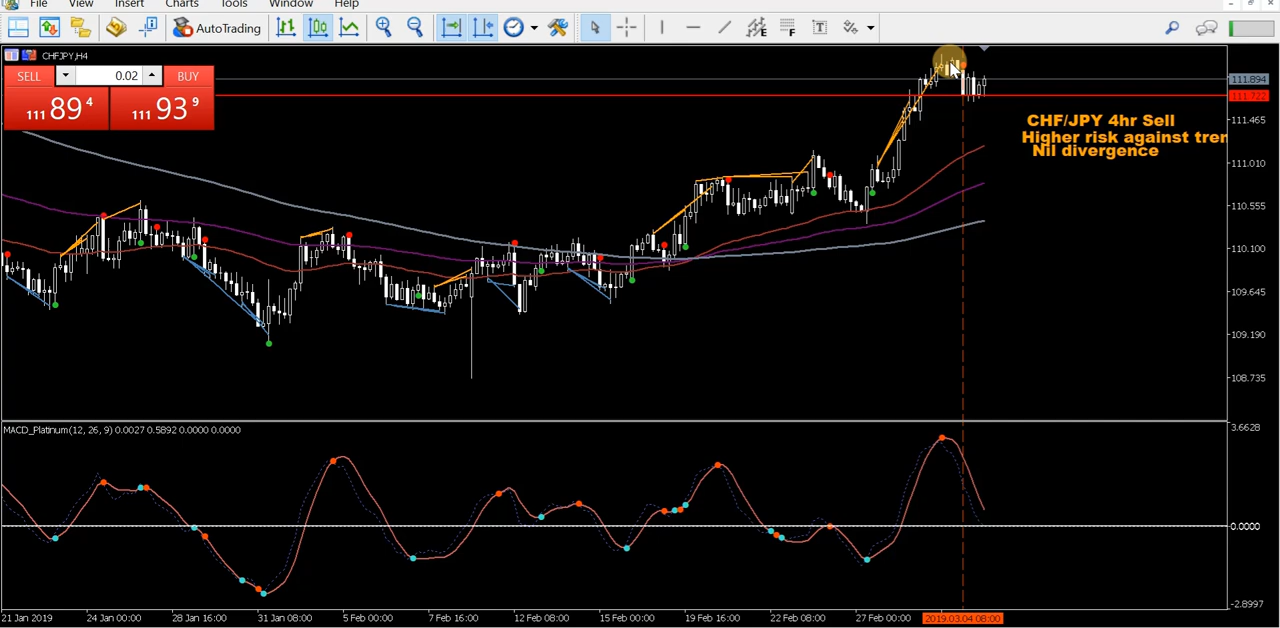 File View Insert Charts Tools Window Help
AutoTrading
CHFJPY,H4
SELL 0.02 BUY
111 89 4 111 93 9
111.894
111.722
111.465
111.010
110.555
110.100
109.645
109.190
108.735
CHF/JPY 4hr Sell
Higher risk against tren
Nil divergence
MACD_Platinum(12, 26, 9) 0.0027 0.5892 0.0000 0.0000
3.6628
0.0000
-2.8997
21 Jan 2019 24 Jan 00:00 28 Jan 16:00 31 Jan 08:00 5 Feb 00:00 7 Feb 16:00 12 Feb 08:00 15 Feb 00:00 19 Feb 16:00 22 Feb 08:00 27 Feb 00:00 2019.03.04 08:00